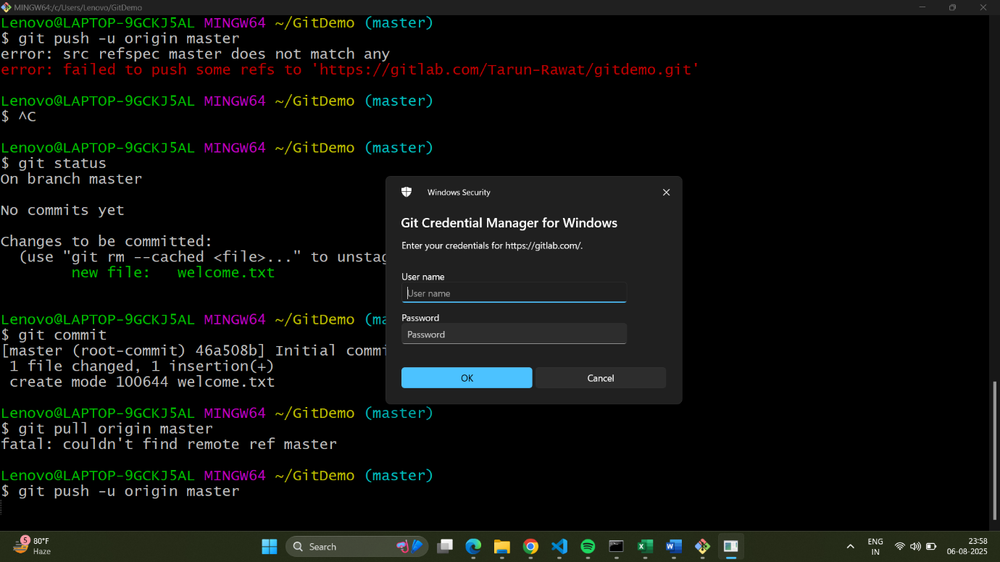 MINGW64:/c/Users/Lenovo/GitDemo
Lenovo@LAPTOP-9GCKJ5AL MINGW64 ~/GitDemo (master)
$ git push -u origin master
error: src refspec master does not match any
error: failed to push some refs to 'https://gitlab.com/Tarun-Rawat/gitdemo.git'
Lenovo@LAPTOP-9GCKJ5AL MINGW64 ~/GitDemo (master)
$ ^C
Lenovo@LAPTOP-9GCKJ5AL MINGW64 ~/GitDemo (master)
$ git status
On branch master
No commits yet
Changes to be committed:
(use "git rm --cached <file>..." to unstag
new file:   welcome.txt
Lenovo@LAPTOP-9GCKJ5AL MINGW64 ~/GitDemo (ma
$ git commit
[master (root-commit) 46a508b] Initial commi
1 file changed, 1 insertion(+)
create mode 100644 welcome.txt
Lenovo@LAPTOP-9GCKJ5AL MINGW64 ~/GitDemo (master)
$ git pull origin master
fatal: couldn't find remote ref master
Lenovo@LAPTOP-9GCKJ5AL MINGW64 ~/GitDemo (master)
$ git push -u origin master
Windows Security
Git Credential Manager for Windows
Enter your credentials for https://gitlab.com/.
User name
User name
Password
Password
OK Cancel
5
80°F
Haze
Search
ENG
IN
23:58
06-08-2025